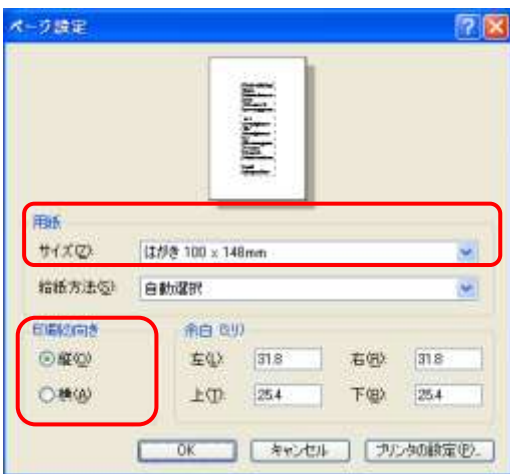 ページ設定
用紙
サイズ(Z): はがき 100 x 148mm
給紙方法(S): 自動選択
印刷の向き
縦(O)
横(A)
余白 (ミリ)
左(L): 31.8 右(R): 31.8
上(T): 25.4 下(B): 25.4
OK キャンセル プリンタの設定(P)...